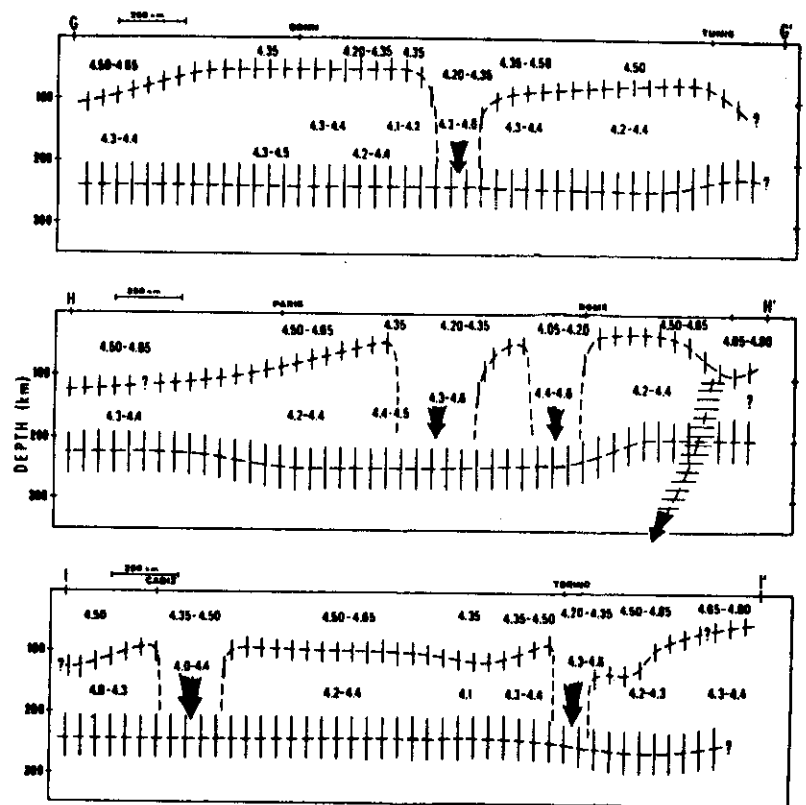 G G'
200 km BONN TUNIS
4.50-4.65 4.35 4.20-4.35 4.35 4.20-4.35 4.35-4.50 4.50
100
4.3-4.4 4.3-4.4 4.1-4.2 4.3-4.6 4.3-4.4 4.2-4.4 ?
4.3-4.5 4.2-4.4
200
?
300
H H'
200 km PARIS ROME
4.50-4.65 4.50-4.65 4.35 4.20-4.35 4.05-4.20 4.50-4.65 4.65-4.80
100 ?
4.3-4.4 4.2-4.4 4.4-4.5 4.3-4.6 4.4-4.6 4.2-4.4 ?
200
DEPTH (km)
300
I I'
200 km CADIZ TORINO
4.50 4.35-4.50 4.50-4.65 4.35 4.35-4.50 4.20-4.35 4.50-4.65 4.65-4.80
100 ? ?
4.0-4.3 4.0-4.4 4.2-4.4 4.1 4.3-4.4 4.3-4.6 4.2-4.3 4.3-4.4
200
?
300